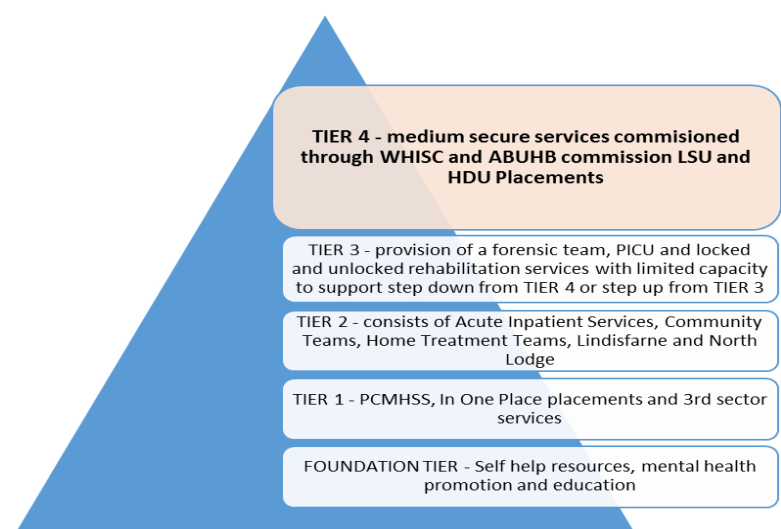 TIER 4 - medium secure services commisioned
through WHISC and ABUHB commission LSU and
HDU Placements
TIER 3 - provision of a forensic team, PICU and locked
and unlocked rehabilitation services with limited capacity
to support step down from TIER 4 or step up from TIER 3
TIER 2 - consists of Acute Inpatient Services, Community
Teams, Home Treatment Teams, Lindisfarne and North
Lodge
TIER 1 - PCMHSS, In One Place placements and 3rd sector
services
FOUNDATION TIER - Self help resources, mental health
promotion and education